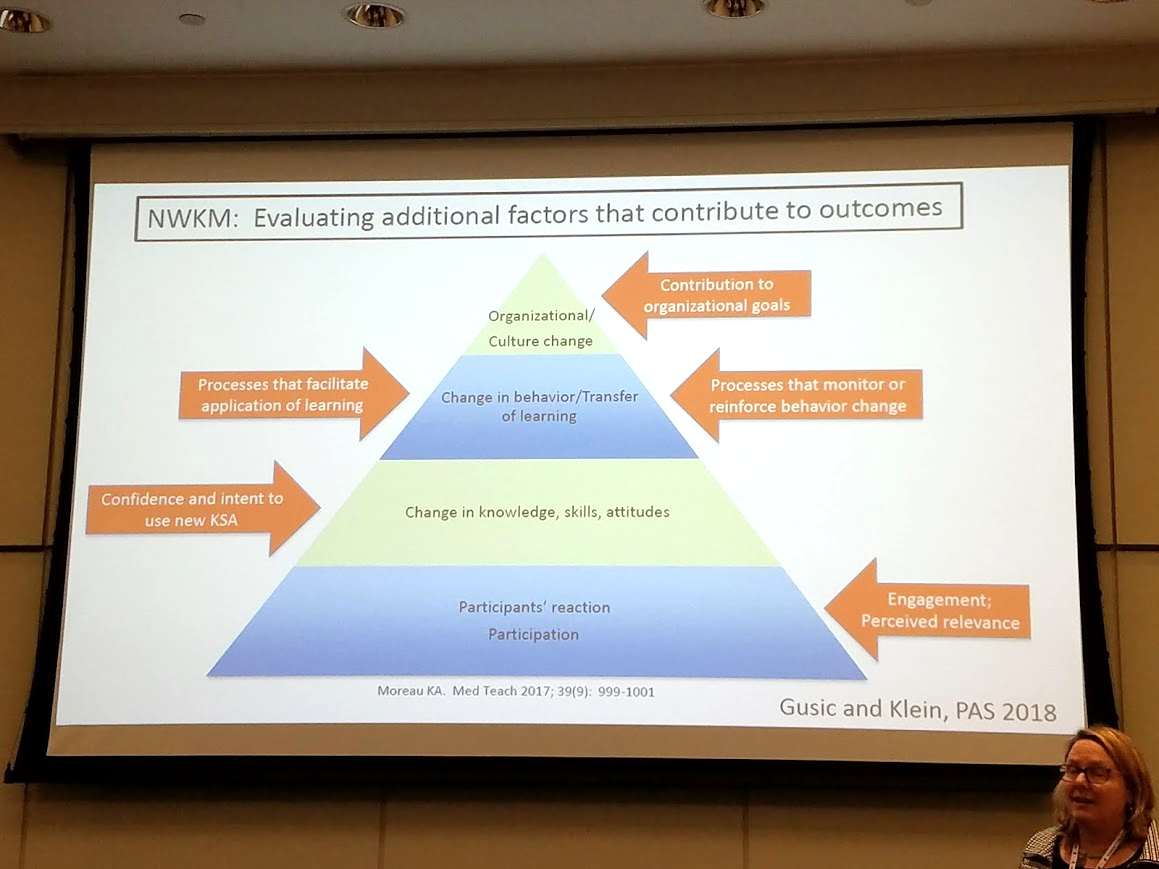 NWKM: Evaluating additional factors that contribute to outcomes
Contribution to
organizational goals
Organizational/
Culture change
Processes that facilitate
application of learning
Change in behavior/Transfer
of learning
Processes that monitor or
reinforce behavior change
Confidence and intent to
use new KSA
Change in knowledge, skills, attitudes
Participants' reaction
Participation
Engagement;
Perceived relevance
Moreau KA. Med Teach 2017; 39(9): 999-1001
Gusic and Klein, PAS 2018